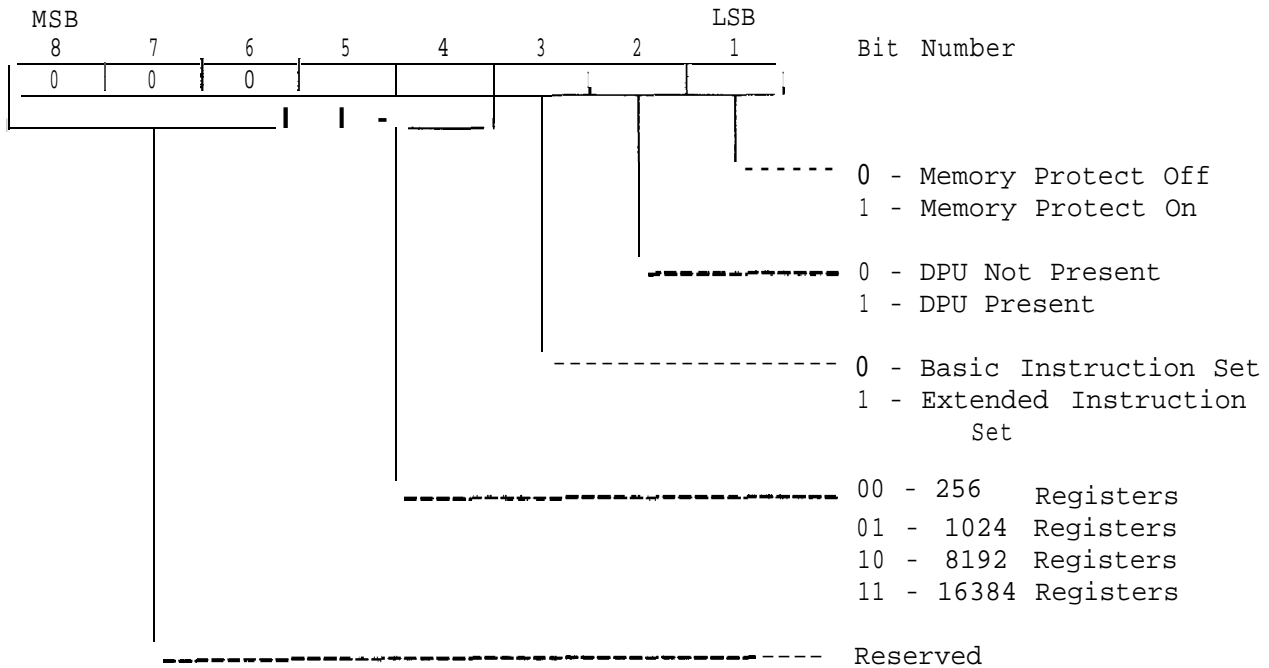 MSB LSB
8 7 6 5 4 3 2 1 Bit Number
0 0 0
0 - Memory Protect Off
1 - Memory Protect On
0 - DPU Not Present
1 - DPU Present
0 - Basic Instruction Set
1 - Extended Instruction
Set
00 - 256 Registers
01 - 1024 Registers
10 - 8192 Registers
11 - 16384 Registers
Reserved